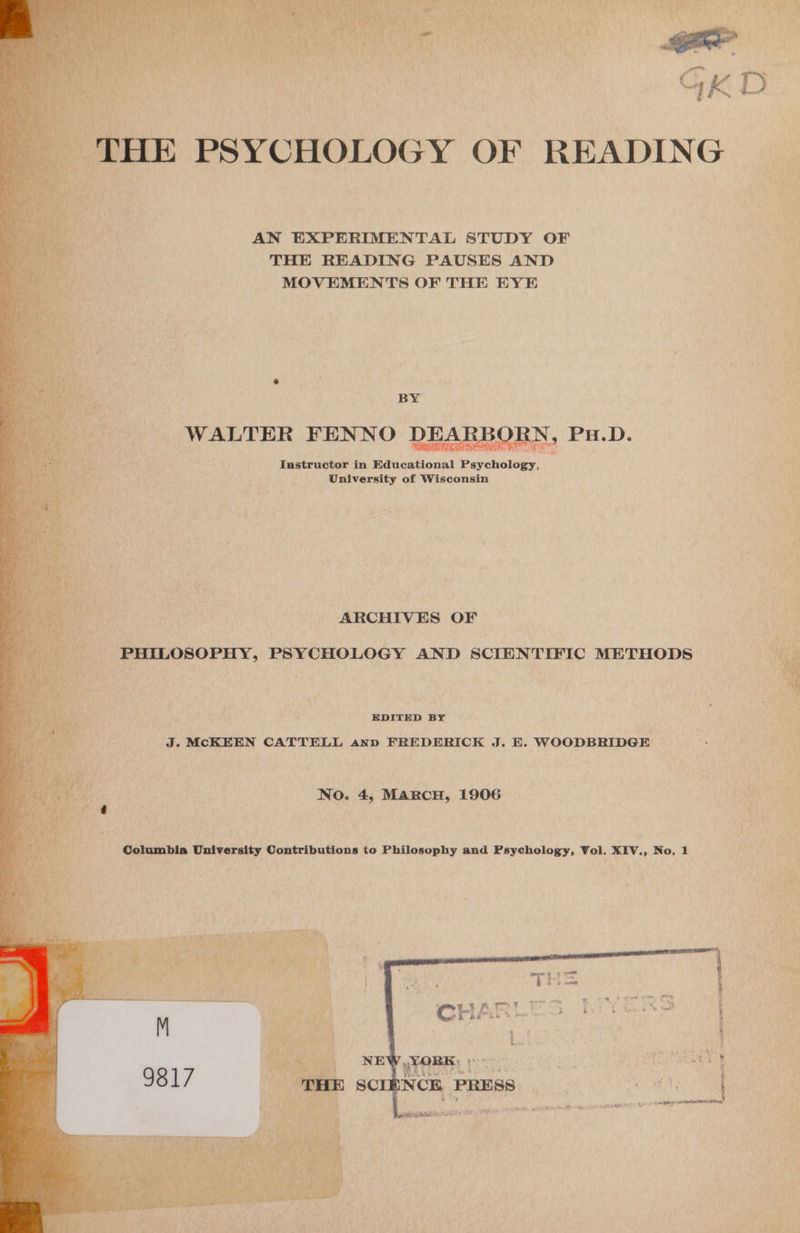 GKD
THE PSYCHOLOGY OF READING
AN EXPERIMENTAL STUDY OF
THE READING PAUSES AND
MOVEMENTS OF THE EYE
BY
WALTER FENNO DEARBORN, PH.D.
Instructor in Educational Psychology,
University of Wisconsin
ARCHIVES OF
PHILOSOPHY, PSYCHOLOGY AND SCIENTIFIC METHODS
EDITED BY
J. McKEEN CATTELL AND FREDERICK J. E. WOODBRIDGE
No. 4, MARCH, 1906
Columbia University Contributions to Philosophy and Psychology, Vol. XIV., No. 1
THE
CHARLES MYERS
M
9817
NEW YORK
THE SCIENCE PRESS